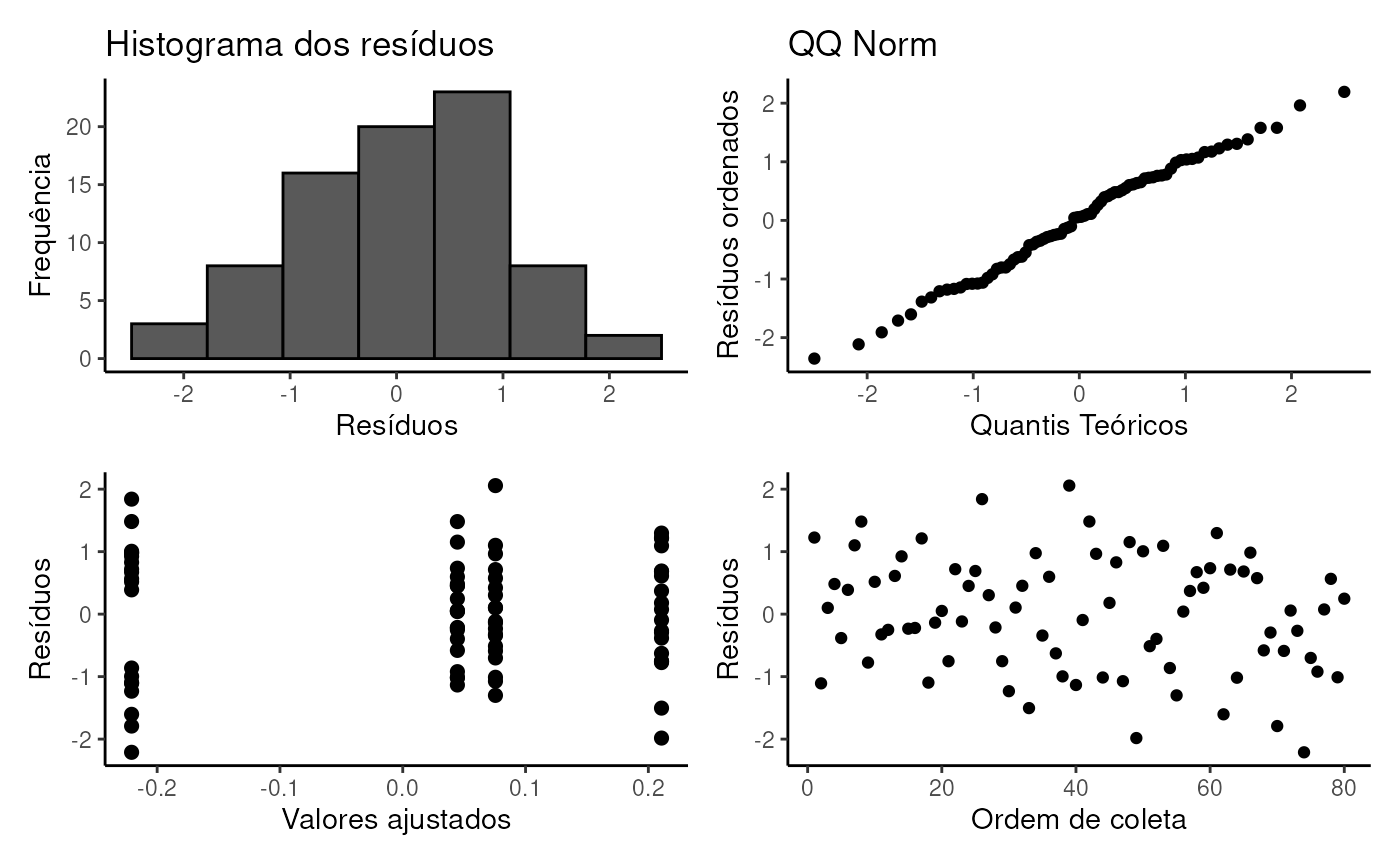 Histograma dos resíduos
Frequência
20
15
10
5
0
-2 -1 0 1 2
Resíduos
QQ Norm
Resíduos ordenados
2
1
0
-1
-2
-2 -1 0 1 2
Quantis Teóricos
Resíduos
2
1
0
-1
-2
-0.2 -0.1 0.0 0.1 0.2
Valores ajustados
Resíduos
2
1
0
-1
-2
0 20 40 60 80
Ordem de coleta